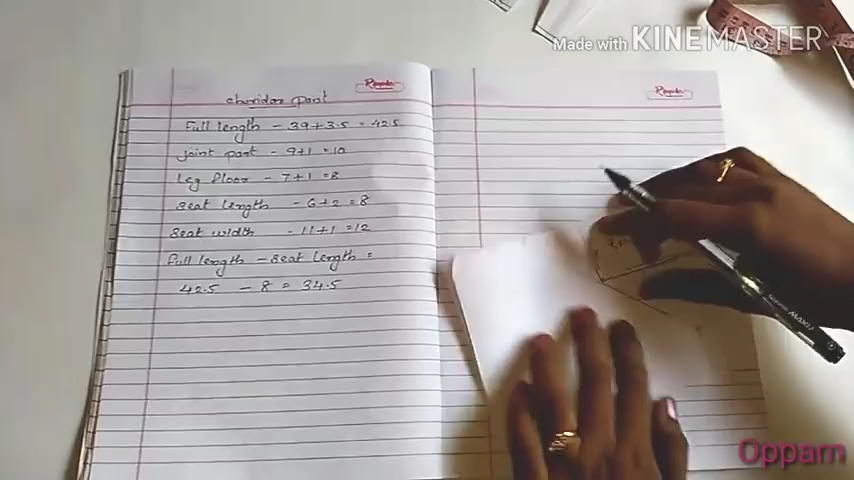 Made with KINEMASTER
churidar pant
Full length - 39+3.5 = 42.5
joint part - 9+1 = 10
Leg floor - 7+1 = 8
Seat length - 6+2 = 8
Seat width - 11+1 = 12
Full length - seat length =
42.5 - 8 = 34.5
Oppam